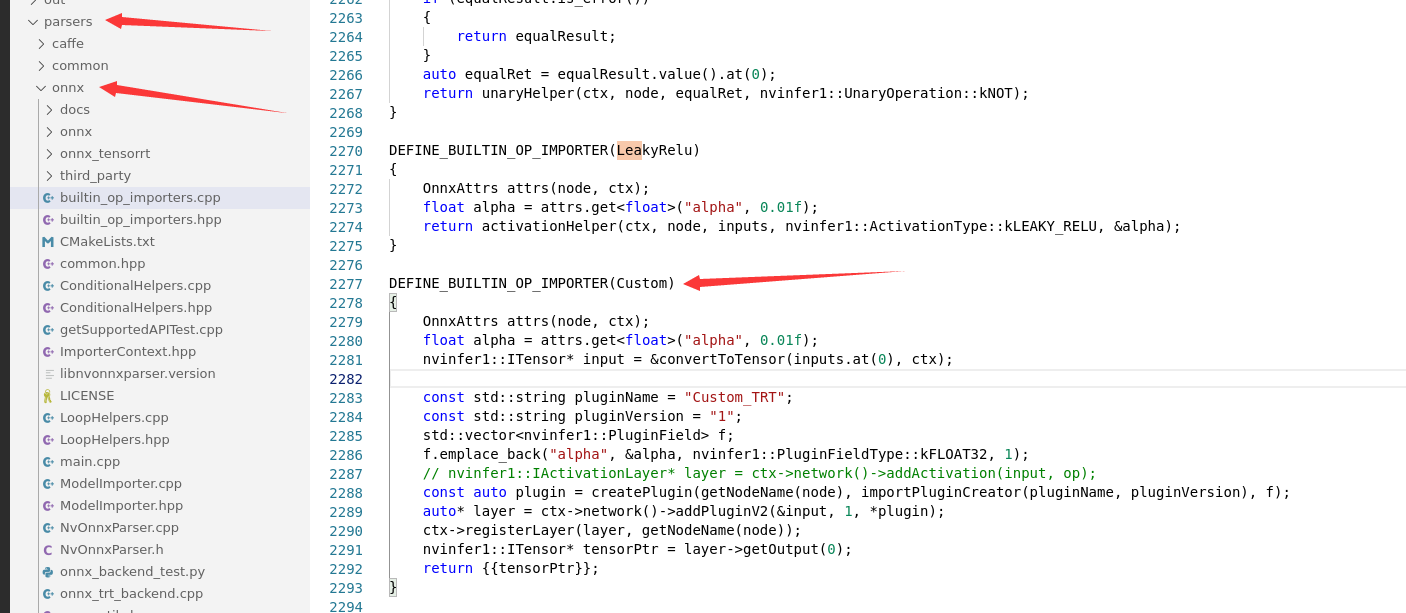 out
parsers
caffe
common
onnx
docs
onnx
onnx_tensorrt
third_party
builtin_op_importers.cpp
builtin_op_importers.hpp
CMakeLists.txt
common.hpp
ConditionalHelpers.cpp
ConditionalHelpers.hpp
getSupportedAPITest.cpp
ImporterContext.hpp
libnvonnxparser.version
LICENSE
LoopHelpers.cpp
LoopHelpers.hpp
main.cpp
ModelImporter.cpp
ModelImporter.hpp
NvOnnxParser.cpp
NvOnnxParser.h
onnx_backend_test.py
onnx_trt_backend.cpp
2262 if (equalResult.is_error())
2263 {
2264 return equalResult;
2265 }
2266 auto equalRet = equalResult.value().at(0);
2267 return unaryHelper(ctx, node, equalRet, nvinfer1::UnaryOperation::kNOT);
2268 }
2269
2270 DEFINE_BUILTIN_OP_IMPORTER(LeakyRelu)
2271 {
2272 OnnxAttrs attrs(node, ctx);
2273 float alpha = attrs.get<float>("alpha", 0.01f);
2274 return activationHelper(ctx, node, inputs, nvinfer1::ActivationType::kLEAKY_RELU, &alpha);
2275 }
2276
2277 DEFINE_BUILTIN_OP_IMPORTER(Custom)
2278 {
2279 OnnxAttrs attrs(node, ctx);
2280 float alpha = attrs.get<float>("alpha", 0.01f);
2281 nvinfer1::ITensor* input = &convertToTensor(inputs.at(0), ctx);
2282
2283 const std::string pluginName = "Custom_TRT";
2284 const std::string pluginVersion = "1";
2285 std::vector<nvinfer1::PluginField> f;
2286 f.emplace_back("alpha", &alpha, nvinfer1::PluginFieldType::kFLOAT32, 1);
2287 // nvinfer1::IActivationLayer* layer = ctx->network()->addActivation(input, op);
2288 const auto plugin = createPlugin(getNodeName(node), importPluginCreator(pluginName, pluginVersion), f);
2289 auto* layer = ctx->network()->addPluginV2(&input, 1, *plugin);
2290 ctx->registerLayer(layer, getNodeName(node));
2291 nvinfer1::ITensor* tensorPtr = layer->getOutput(0);
2292 return {{tensorPtr}};
2293 }
2294